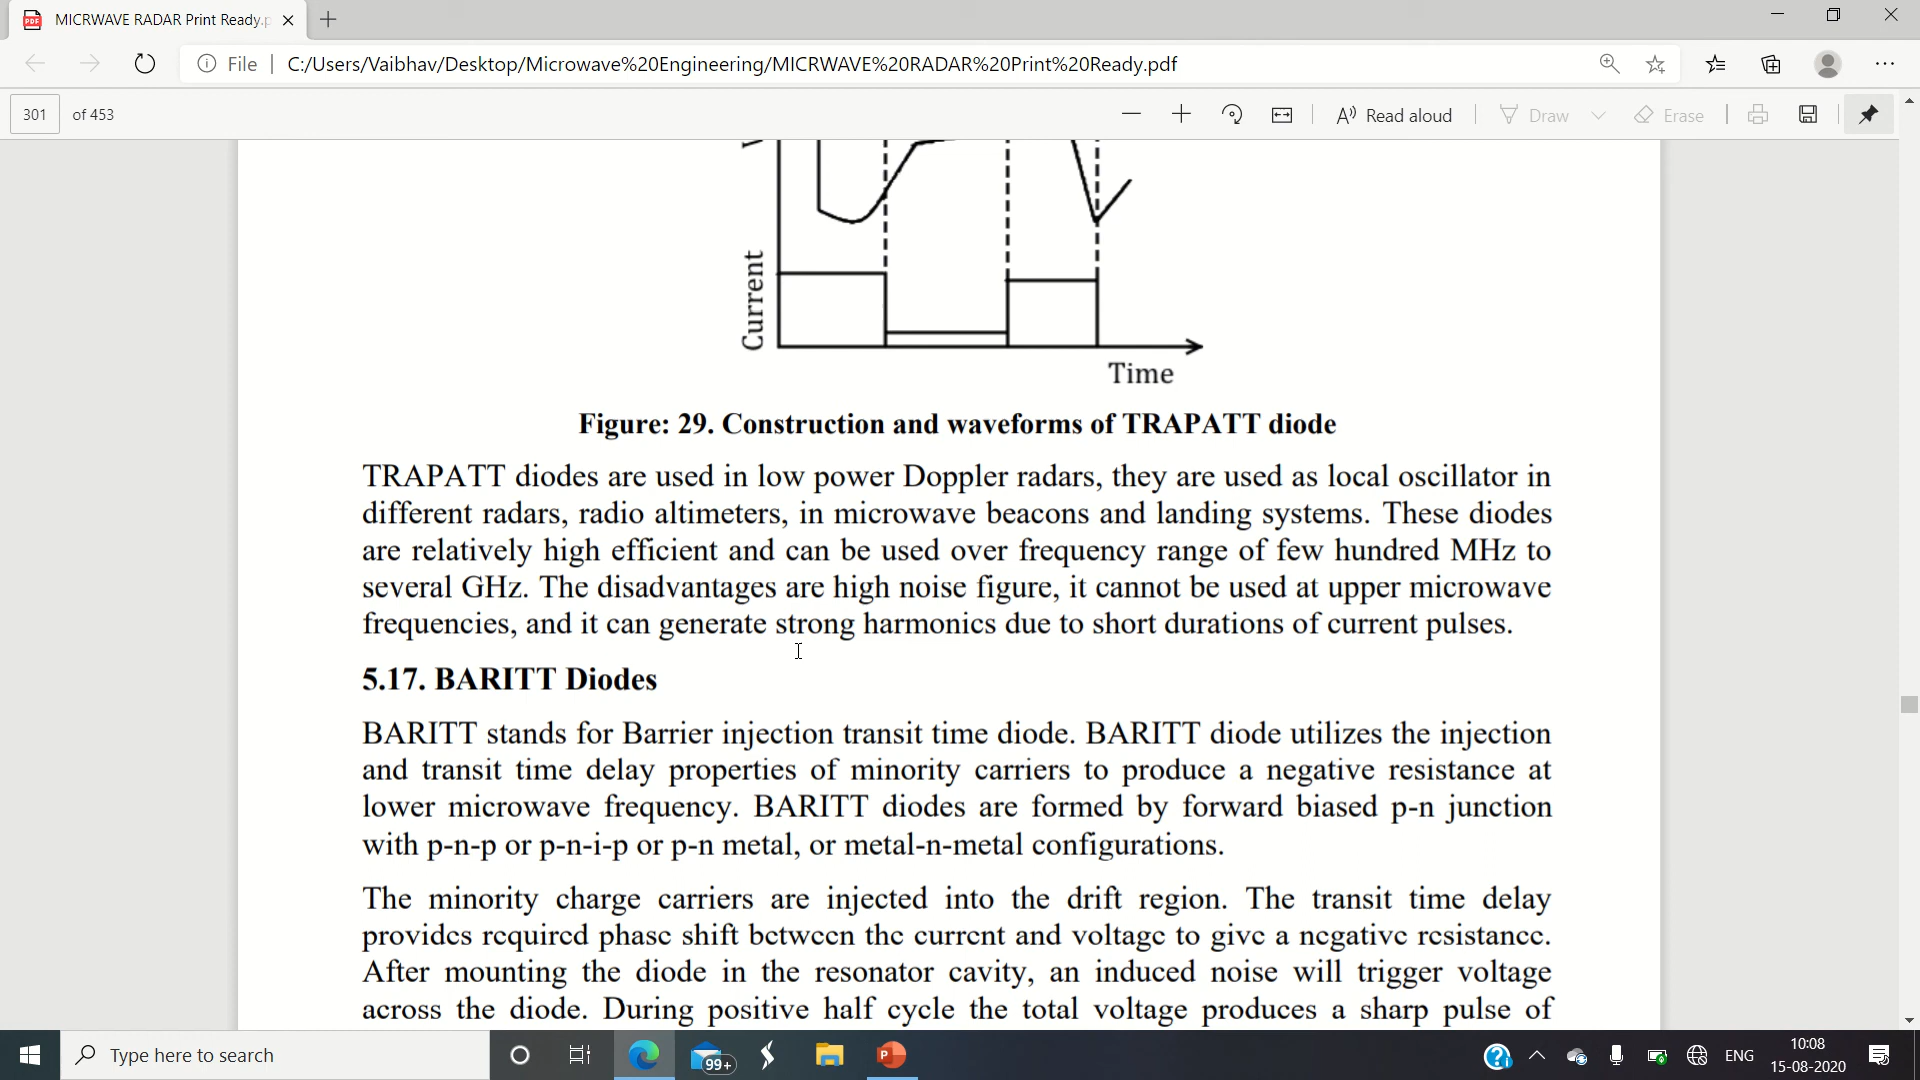 MICRWAVE RADAR Print Ready.p
File
C:/Users/Vaibhav/Desktop/Microwave%20Engineering/MICRWAVE%20RADAR%20Print%20Ready.pdf
301 of 453
Read aloud
Draw
Erase
Current
Time
Figure: 29. Construction and waveforms of TRAPATT diode
TRAPATT diodes are used in low power Doppler radars, they are used as local oscillator in
different radars, radio altimeters, in microwave beacons and landing systems. These diodes
are relatively high efficient and can be used over frequency range of few hundred MHz to
several GHz. The disadvantages are high noise figure, it cannot be used at upper microwave
frequencies, and it can generate strong harmonics due to short durations of current pulses.
5.17. BARITT Diodes
BARITT stands for Barrier injection transit time diode. BARITT diode utilizes the injection
and transit time delay properties of minority carriers to produce a negative resistance at
lower microwave frequency. BARITT diodes are formed by forward biased p-n junction
with p-n-p or p-n-i-p or p-n metal, or metal-n-metal configurations.
The minority charge carriers are injected into the drift region. The transit time delay
provides required phase shift between the current and voltage to give a negative resistance.
After mounting the diode in the resonator cavity, an induced noise will trigger voltage
across the diode. During positive half cycle the total voltage produces a sharp pulse of
Type here to search
99+
ENG
10:08
15-08-2020